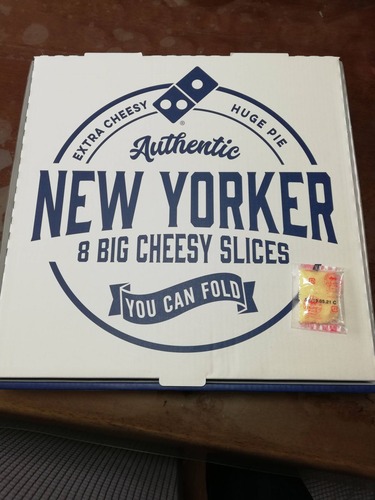 EXTRA CHEESY
HUGE PIE
®
Authentic
NEW YORKER
8 BIG CHEESY SLICES
YOU CAN FOLD